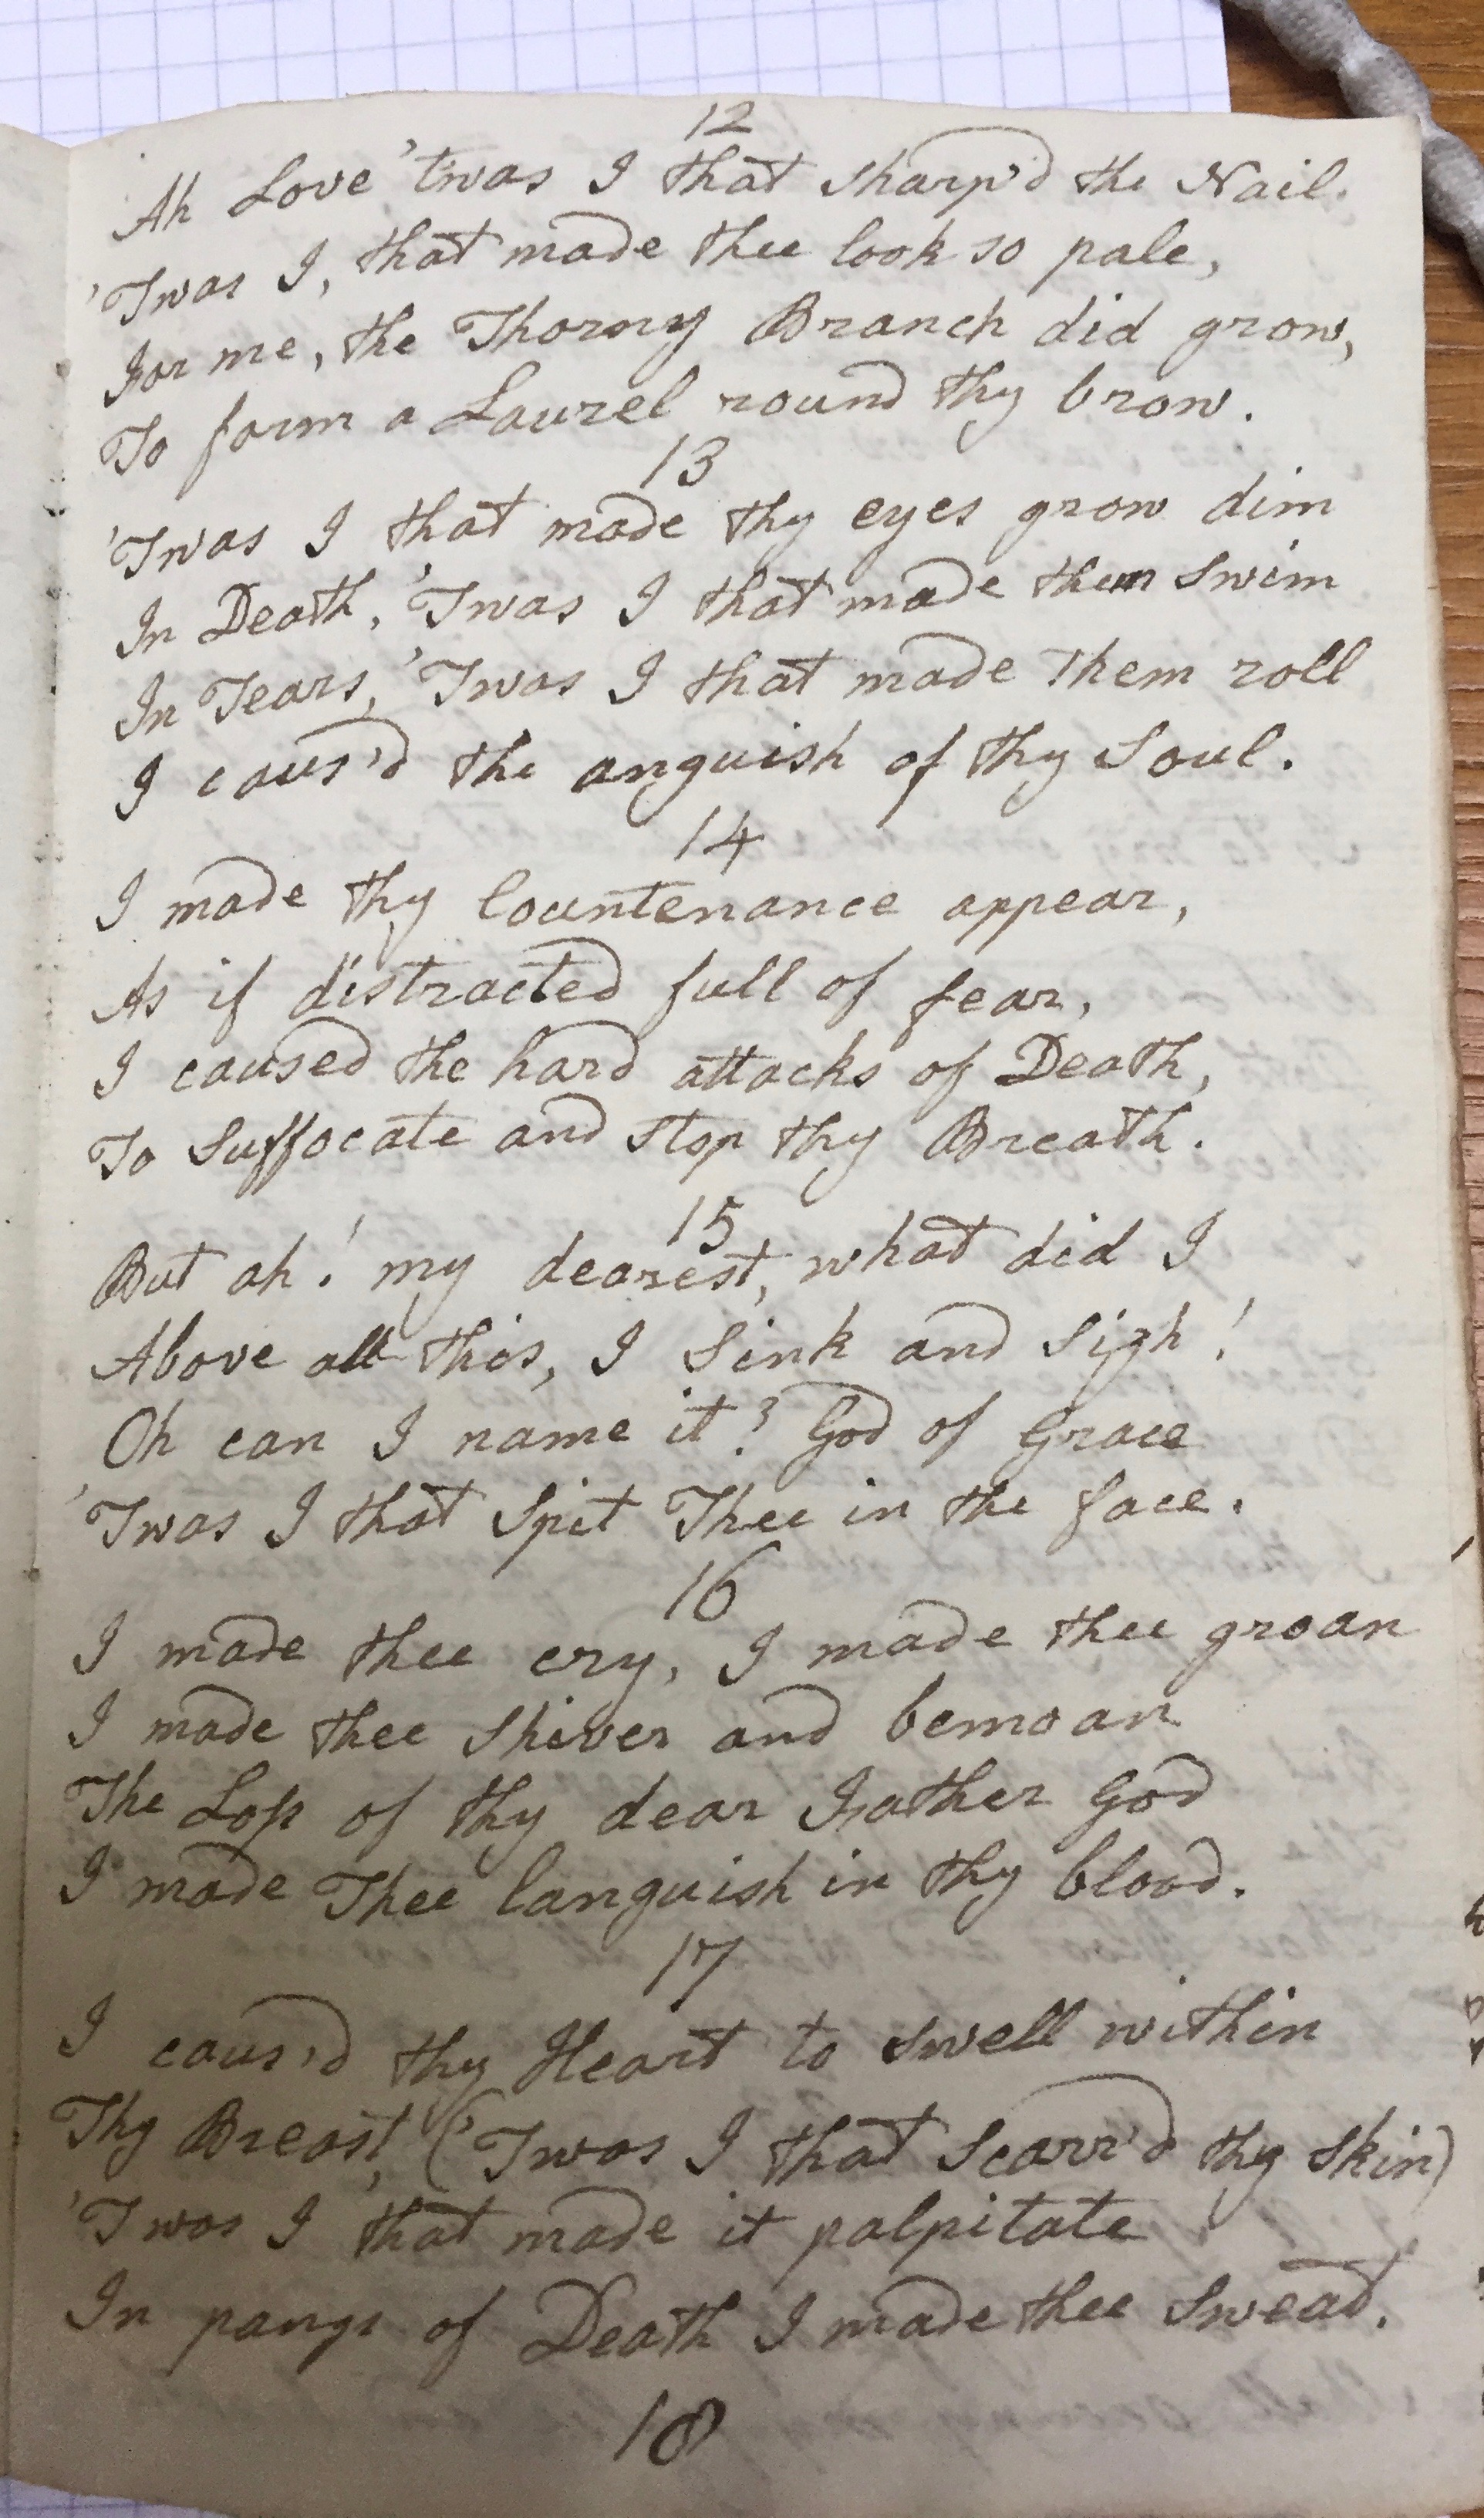 12
Ah Love 'twas I that sharp'd the Nail.
'Twas I, that made thee look so pale,
For me, the Thorny Branch did grow,
To form a Laurel round thy brow.
13
'Twas I that made thy eyes grow dim
In Death, 'Twas I that made them Swim
In Tears, 'Twas I that made Them roll
I caus'd the anguish of thy Soul.
14
I made thy Countenance appear,
As if distracted full of fear,
I caused the hard attacks of Death,
To Suffocate and stop thy Breath.
15
But ah! my dearest, what did I
Above all this, I Sink and Sigh!
Oh can I name it? God of Grace
'Twas I that Spit Thee in the face.
16
I made thee cry, I made thee groan
I made thee Shiver and bemoan
The Loſs of thy dear Father God
I made Thee languish in thy blood.
17
I caus'd thy Heart to swell within
Thy Breast, ('Twas I that Scarr'd thy Skin)
'Twas I that made it palpitate
In pangs of Death I made thee Swead.
18